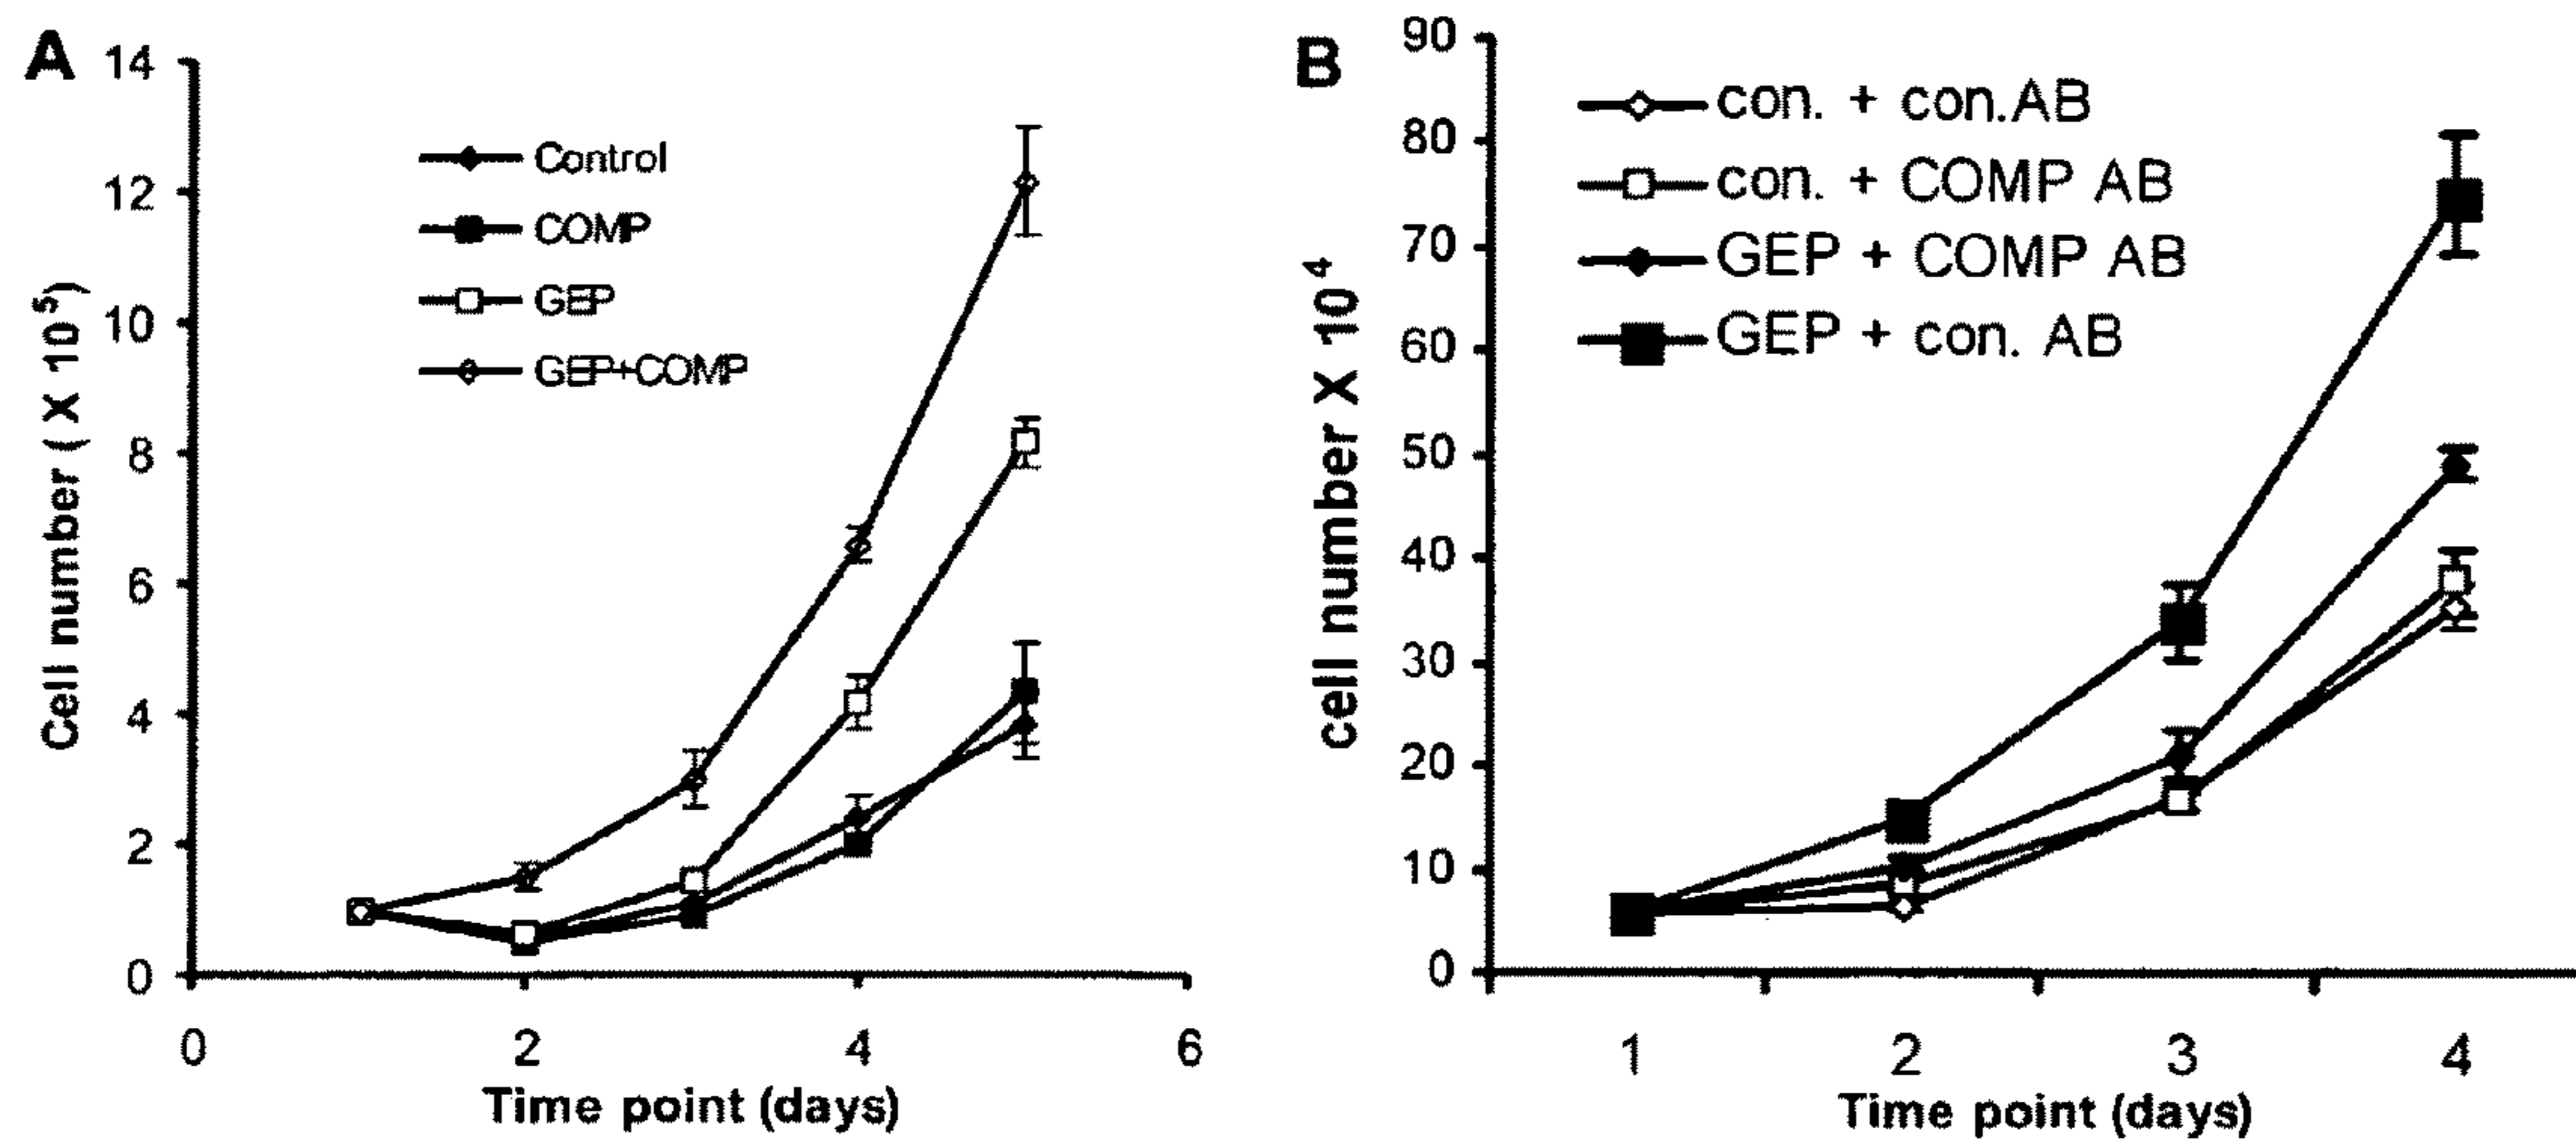 A
14
12
10
8
6
4
2
0
Cell number ( X 10⁵)
Control
COMP
GEP
GEP+COMP
0 2 4 6
Time point (days)
B
90
80
70
60
50
40
30
20
10
0
cell number X 10⁴
con. + con.AB
con. + COMP AB
GEP + COMP AB
GEP + con. AB
1 2 3 4
Time point (days)